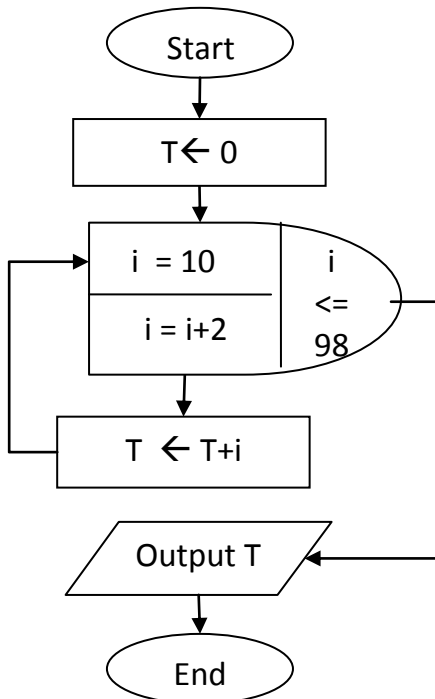 Start
T← 0
i = 10
i = i+2
i
<=
98
T ← T+i
Output T
End